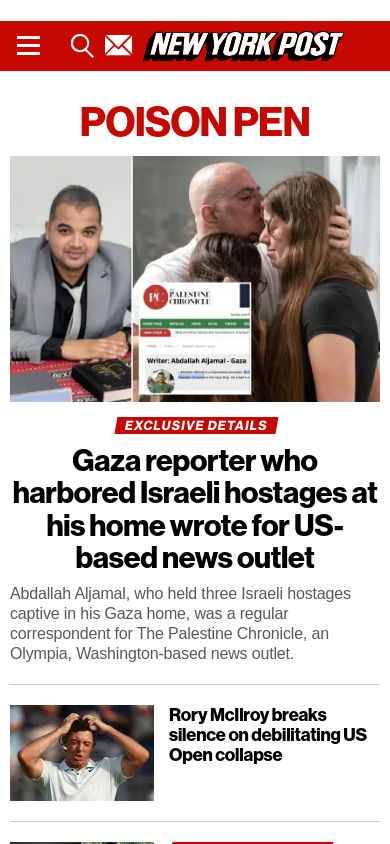 NEW YORK POST
POISON PEN
PC
THE
PALESTINE
CHRONICLE
Writer: Abdallah Aljamal - Gaza
EXCLUSIVE DETAILS
Gaza reporter who
harbored Israeli hostages at
his home wrote for US-
based news outlet
Abdallah Aljamal, who held three Israeli hostages
captive in his Gaza home, was a regular
correspondent for The Palestine Chronicle, an
Olympia, Washington-based news outlet.
Rory McIlroy breaks
silence on debilitating US
Open collapse